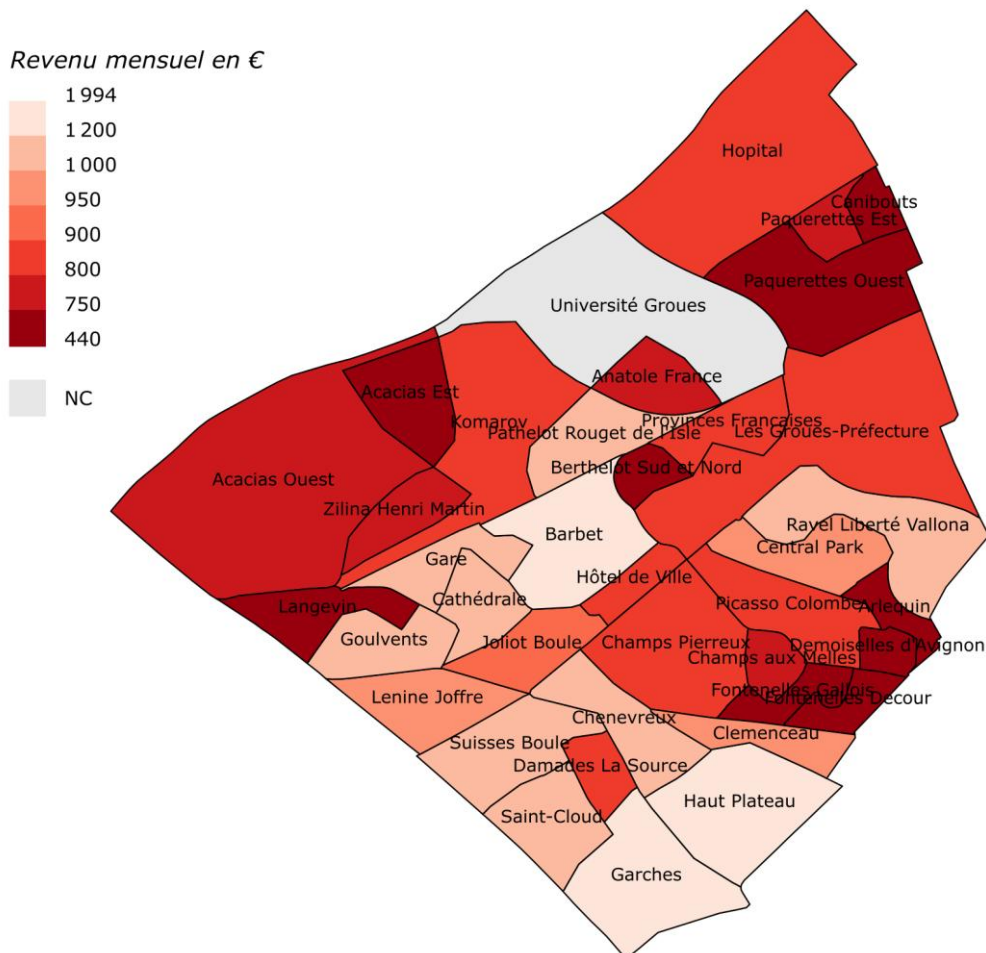 Revenu mensuel en €
1 994
1 200
1 000
950
900
800
750
440
NC
Hopital
Canibouts
Paquerettes Est
Paquerettes Ouest
Université Groues
Anatole France
Acacias Est
Komarov
Provinces Françaises
Pathelot Rouget de l'Isle
Les Groues-Préfecture
Berthelot Sud et Nord
Acacias Ouest
Zilina Henri Martin
Ravel Liberté Vallona
Barbet
Central Park
Gare
Hôtel de Ville
Cathédrale
Langevin
Picasso Colombe
Arlequin
Goulvents
Joliot Boule
Champs Pierreux
Demoiselles d'Avignon
Champs aux Melles
Lenine Joffre
Fontenelles Gallois
Fontenelles Decour
Chenevreux
Clemenceau
Suisses Boule
Damades La Source
Haut Plateau
Saint-Cloud
Garches